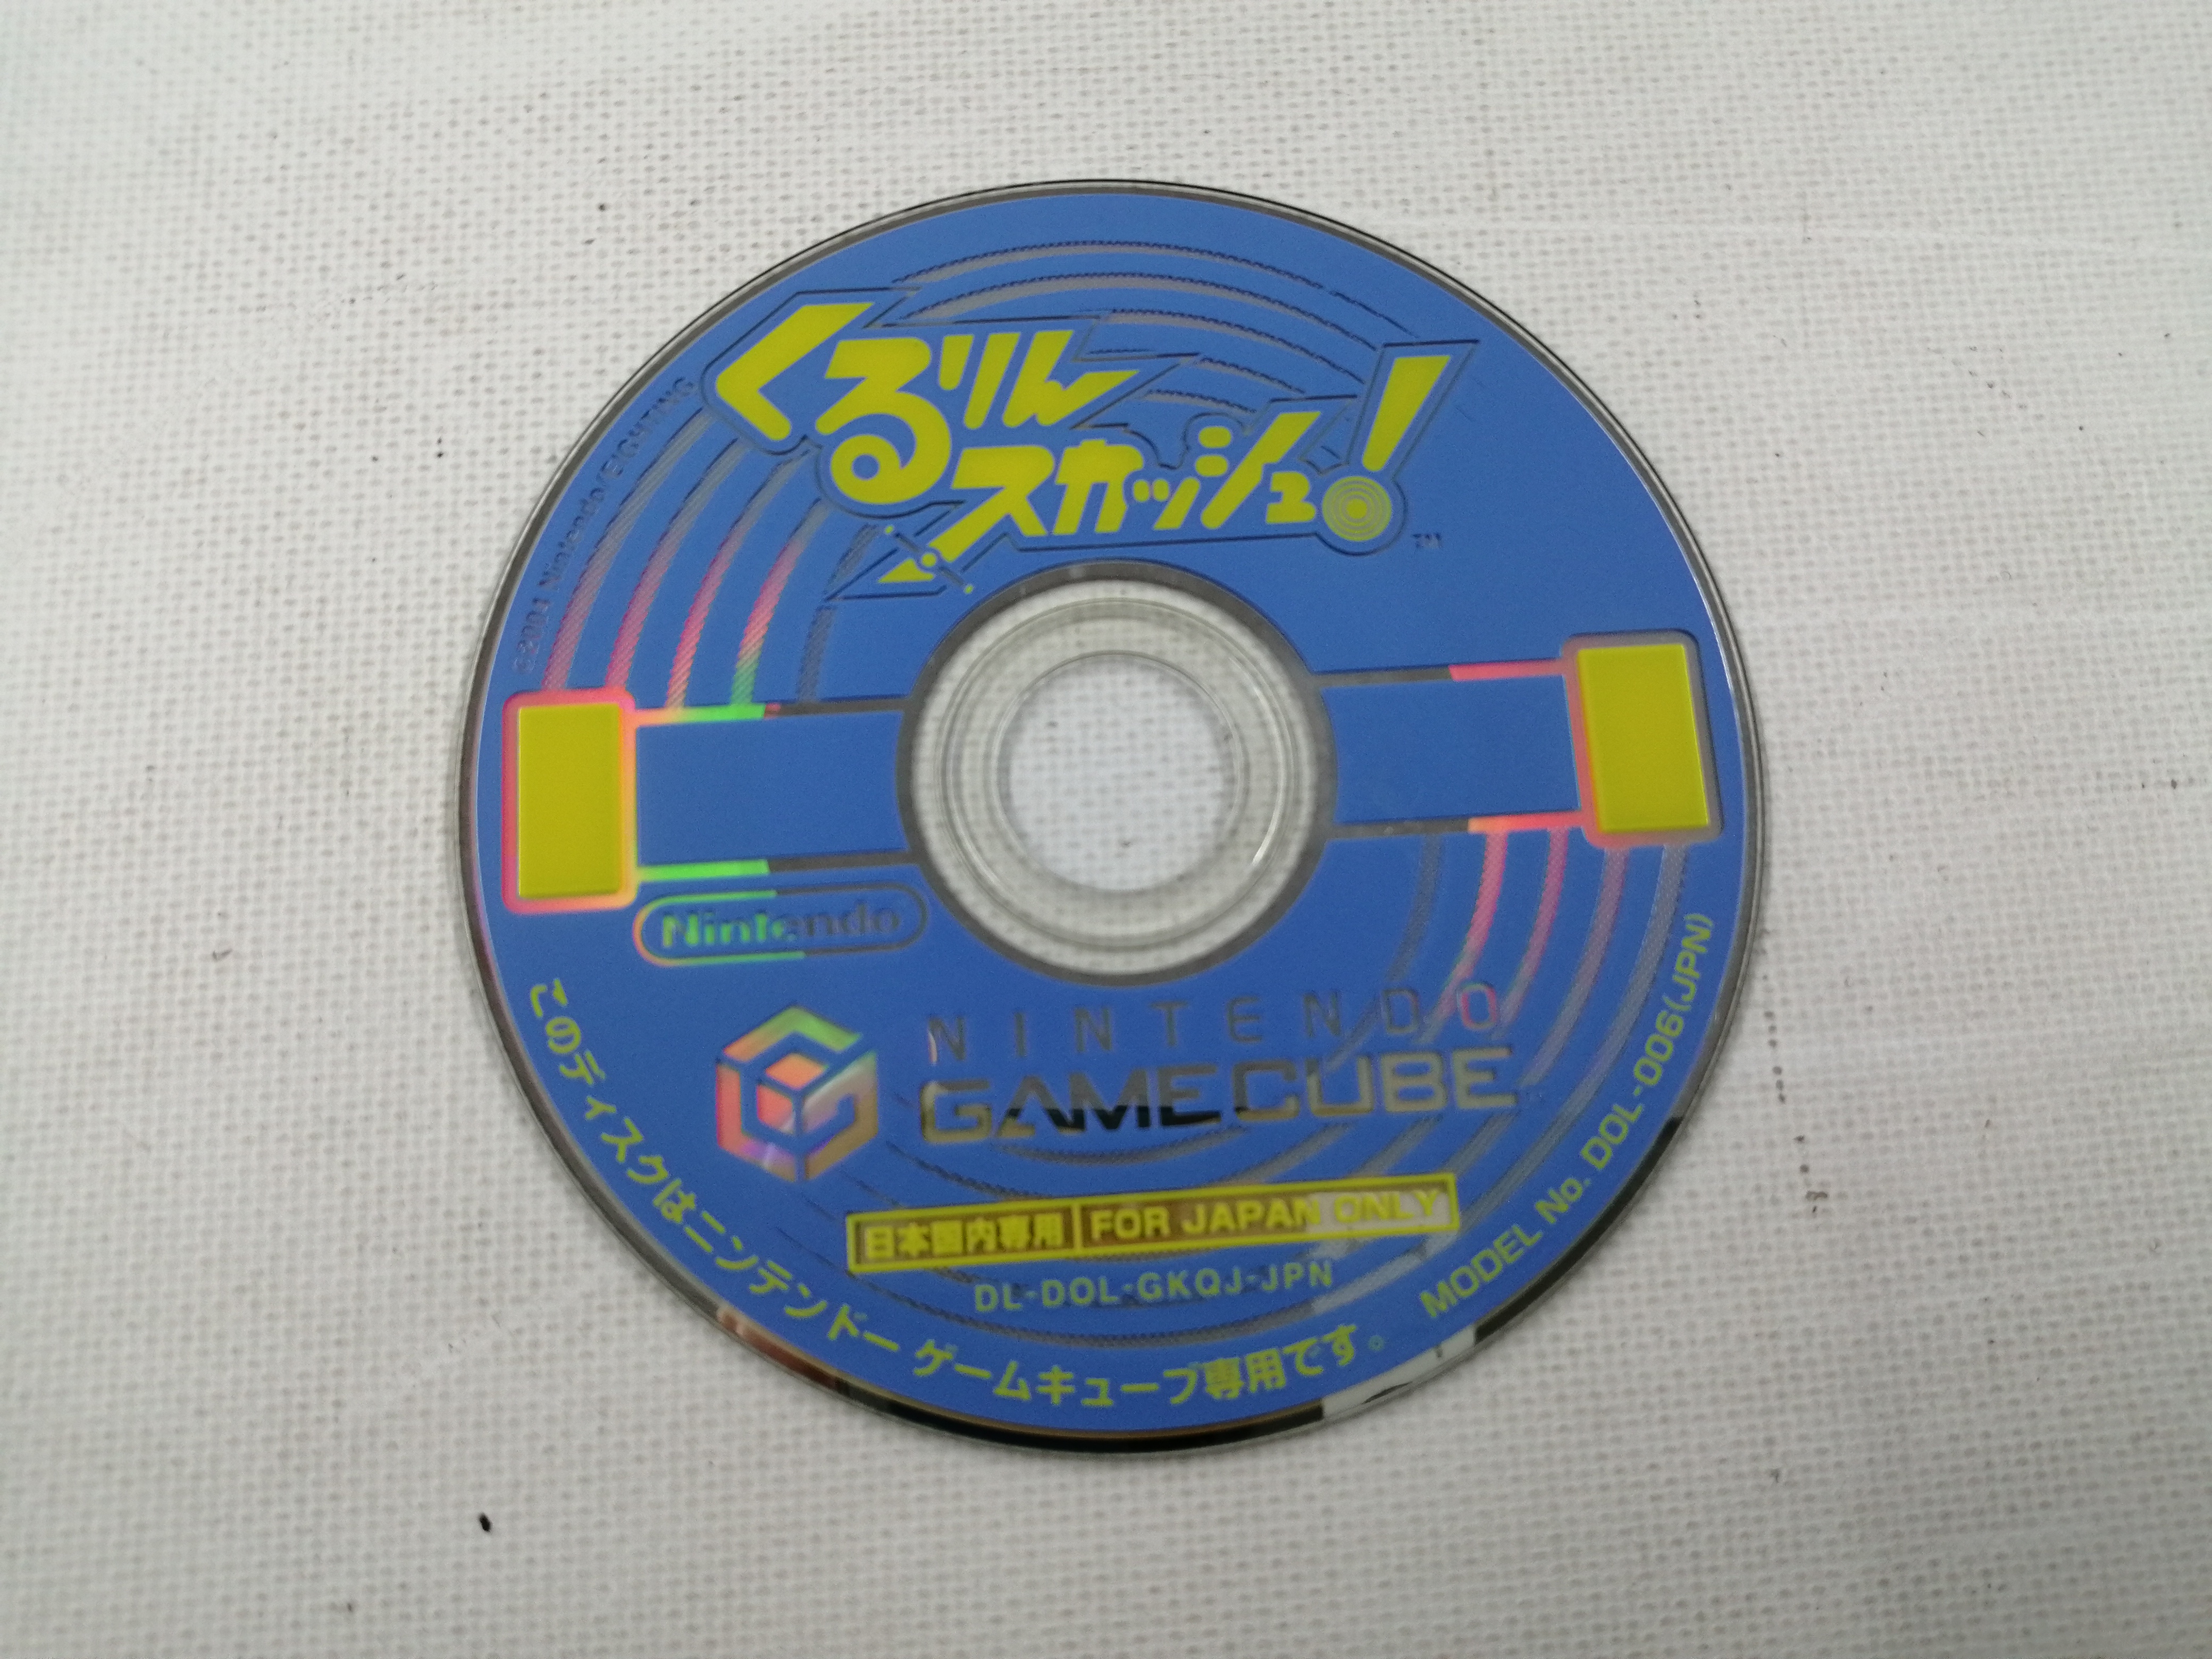 くるりん
スカッシュ!
TM
©2004 Nintendo/EIGHTING
Nintendo
NINTENDO
GAMECUBE
日本国内専用 FOR JAPAN ONLY
DL-DOL-GKQJ-JPN
このディスクはニンテンドー ゲームキューブ専用です。
MODEL No. DOL-006(JPN)